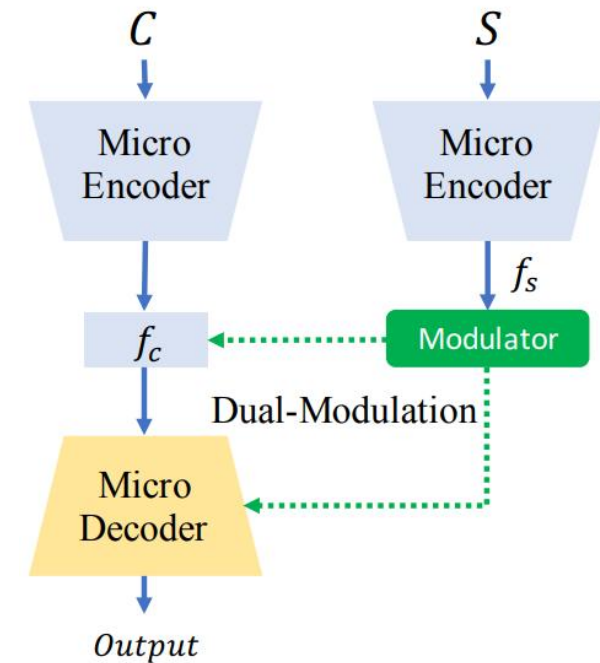 C
S
Micro
Encoder
Micro
Encoder
f_s
f_c
Modulator
Dual-Modulation
Micro
Decoder
Output